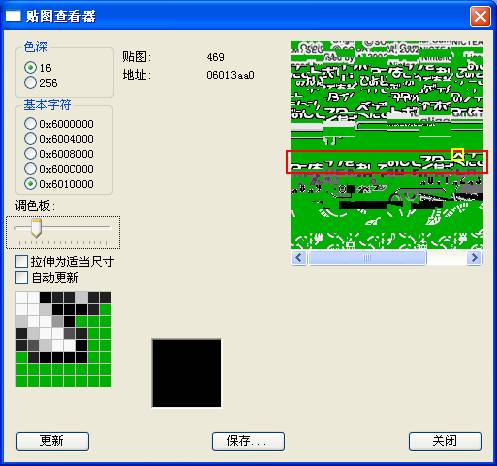 贴图查看器
色深
16
256
贴图: 469
地址: 06013aa0
基本字符
0x6000000
0x6004000
0x6008000
0x600C000
0x6010000
调色板:
拉伸为适当尺寸
自动更新
更新
保存...
关闭